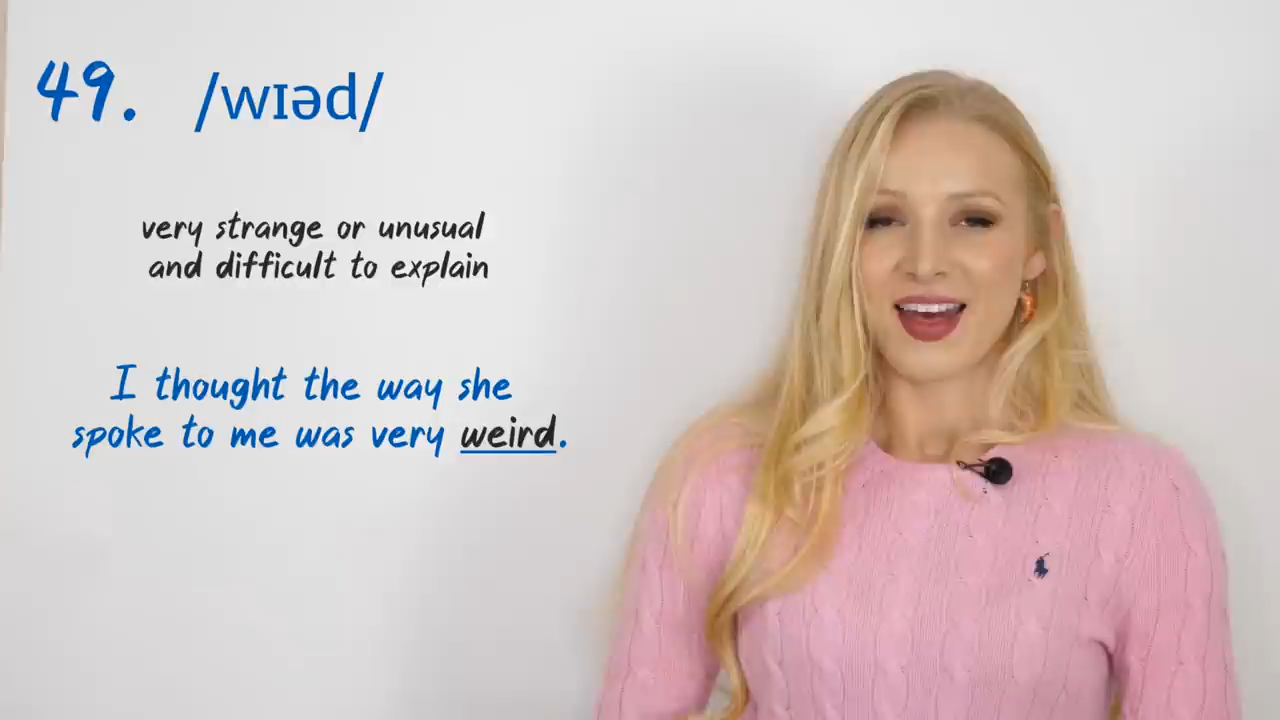 49. /wɪəd/
very strange or unusual
and difficult to explain
I thought the way she
spoke to me was very weird.